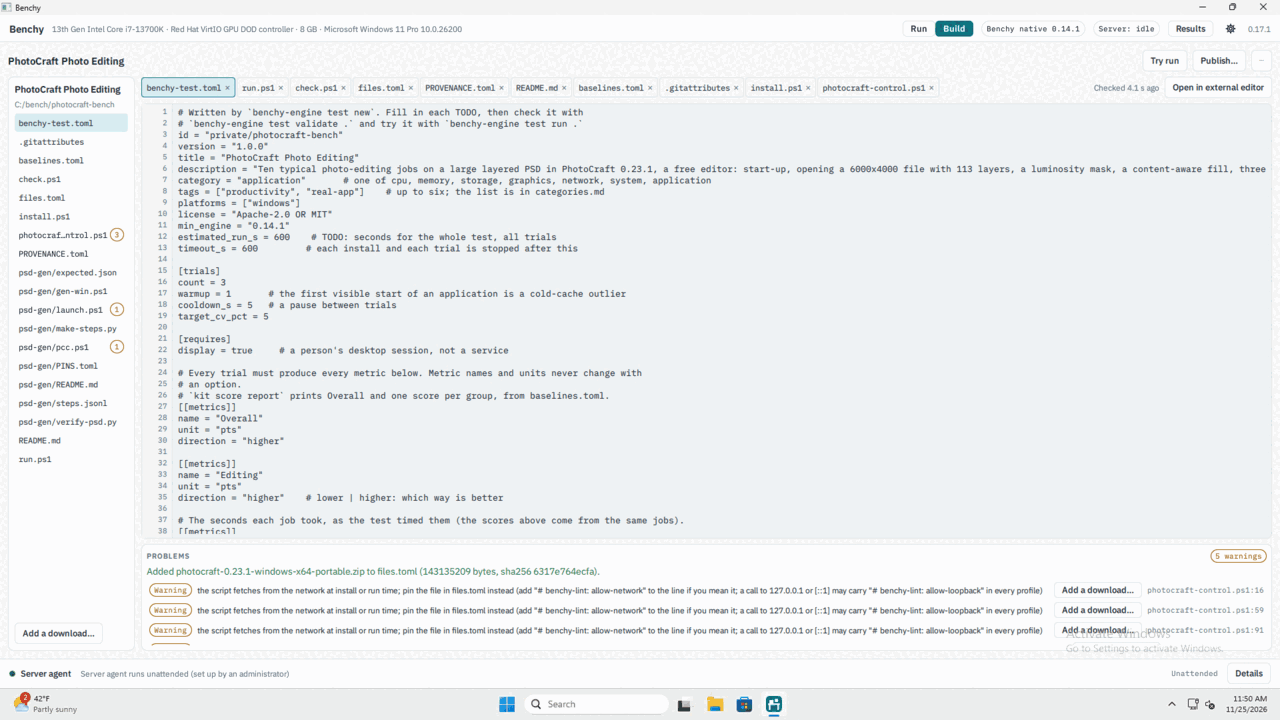 Benchy
Benchy 13th Gen Intel Core i7-13700K · Red Hat VirtIO GPU DOD controller · 8 GB · Microsoft Windows 11 Pro 10.0.26200
Run Build Benchy native 0.14.1 Server: idle Results 0.17.1
PhotoCraft Photo Editing
Try run Publish...
PhotoCraft Photo Editing
C:/bench/photocraft-bench
benchy-test.toml
.gitattributes
baselines.toml
check.ps1
files.toml
install.ps1
photocraf…ntrol.ps1 3
PROVENANCE.toml
psd-gen/expected.json
psd-gen/gen-win.ps1
psd-gen/launch.ps1 1
psd-gen/make-steps.py
psd-gen/pcc.ps1 1
psd-gen/PINS.toml
psd-gen/README.md
psd-gen/steps.jsonl
psd-gen/verify-psd.py
README.md
run.ps1
Add a download...
benchy-test.toml × run.ps1 × check.ps1 × files.toml × PROVENANCE.toml × README.md × baselines.toml × .gitattributes × install.ps1 × photocraft-control.ps1 ×
Checked 4.1 s ago Open in external editor
1 # Written by `benchy-engine test new`. Fill in each TODO, then check it with
2 # `benchy-engine test validate .` and try it with `benchy-engine test run .`
3 id = "private/photocraft-bench"
4 version = "1.0.0"
5 title = "PhotoCraft Photo Editing"
6 description = "Ten typical photo-editing jobs on a large layered PSD in PhotoCraft 0.23.1, a free editor: start-up, opening a 6000x4000 file with 113 layers, a luminosity mask, a content-aware fill, three
7 category = "application" # one of cpu, memory, storage, graphics, network, system, application
8 tags = ["productivity", "real-app"] # up to six; the list is in categories.md
9 platforms = ["windows"]
10 license = "Apache-2.0 OR MIT"
11 min_engine = "0.14.1"
12 estimated_run_s = 600 # TODO: seconds for the whole test, all trials
13 timeout_s = 600 # each install and each trial is stopped after this
14
15 [trials]
16 count = 3
17 warmup = 1 # the first visible start of an application is a cold-cache outlier
18 cooldown_s = 5 # a pause between trials
19 target_cv_pct = 5
20
21 [requires]
22 display = true # a person's desktop session, not a service
23
24 # Every trial must produce every metric below. Metric names and units never change with
25 # an option.
26 # `kit score report` prints Overall and one score per group, from baselines.toml.
27 [[metrics]]
28 name = "Overall"
29 unit = "pts"
30 direction = "higher"
31
32 [[metrics]]
33 name = "Editing"
34 unit = "pts"
35 direction = "higher" # lower | higher: which way is better
36
37 # The seconds each job took, as the test timed them (the scores above come from the same jobs).
38 [[metrics]]
PROBLEMS 5 warnings
Added photocraft-0.23.1-windows-x64-portable.zip to files.toml (143135209 bytes, sha256 6317e764ecfa).
Warning the script fetches from the network at install or run time; pin the file in files.toml instead (add "# benchy-lint: allow-network" to the line if you mean it; a call to 127.0.0.1 or [::1] may carry "# benchy-lint: allow-loopback" in every profile) Add a download... photocraft-control.ps1:16
Warning the script fetches from the network at install or run time; pin the file in files.toml instead (add "# benchy-lint: allow-network" to the line if you mean it; a call to 127.0.0.1 or [::1] may carry "# benchy-lint: allow-loopback" in every profile) Add a download... photocraft-control.ps1:59
Warning the script fetches from the network at install or run time; pin the file in files.toml instead (add "# benchy-lint: allow-network" to the line if you mean it; a call to 127.0.0.1 or [::1] may carry "# benchy-lint: allow-loopback" in every profile) Add a download... photocraft-control.ps1:91
Activate Windows
Go to Settings to activate Windows.
Server agent Server agent runs unattended (set up by an administrator) Unattended Details
2 42°F
Partly sunny
Search
11:50 AM
11/25/2026